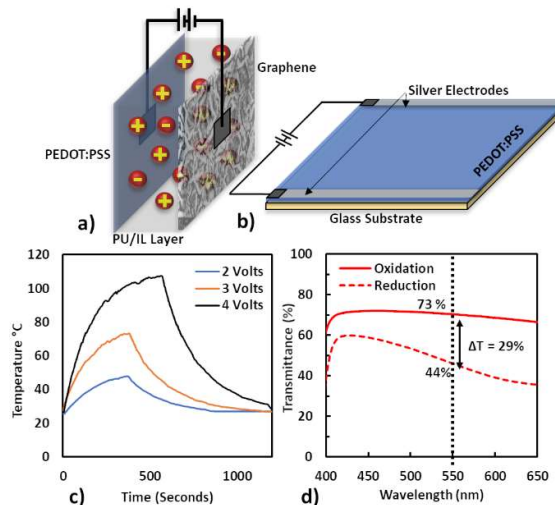 Graphene
PEDOT:PSS
PU/IL Layer
a)
Silver Electrodes
PEDOT:PSS
Glass Substrate
b)
Temperature °C
120
100
80
60
40
20
0
2 Volts
3 Volts
4 Volts
0
500
1000
c)
Time (Seconds)
Transmittance (%)
100
80
60
40
20
0
Oxidation
Reduction
73 %
ΔT = 29%
44%
400
450
500
550
600
650
d)
Wavelength (nm)